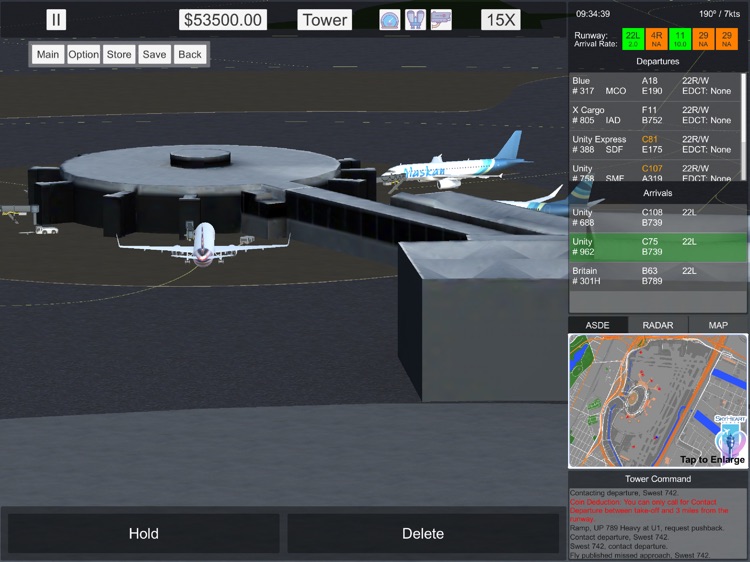 II
$53500.00
Tower
15X
09:34:39
190° / 7kts
Main
Option
Store
Save
Back
Runway:
22L
4R
11
29
29
Arrival Rate:
2.0
NA
10.0
NA
NA
Departures
Blue A18 22R/W
# 317 MCO E190 EDCT: None
X Cargo F11 22R/W
# 805 IAD B752 EDCT: None
Unity Express C81 22R/W
# 388 SDF E175 EDCT: None
Unity C107 22R/W
# 758 SMF A319 EDCT: None
Arrivals
Unity C108 22L
# 688 B739
Unity C75 22L
# 962 B739
Britain B63 22L
# 301H B789
ASDE
RADAR
MAP
Tap to Enlarge
Tower Command
Contacting departure, Swest 742.
Coin Deduction: You can only call for Contact
Departure between take-off and 3 miles from the
runway.
Ramp, UP 789 Heavy at U1, request pushback.
Contact departure, Swest 742.
Swest 742, contact departure,
Fly published missed approach, Swest 742.
Hold
Delete